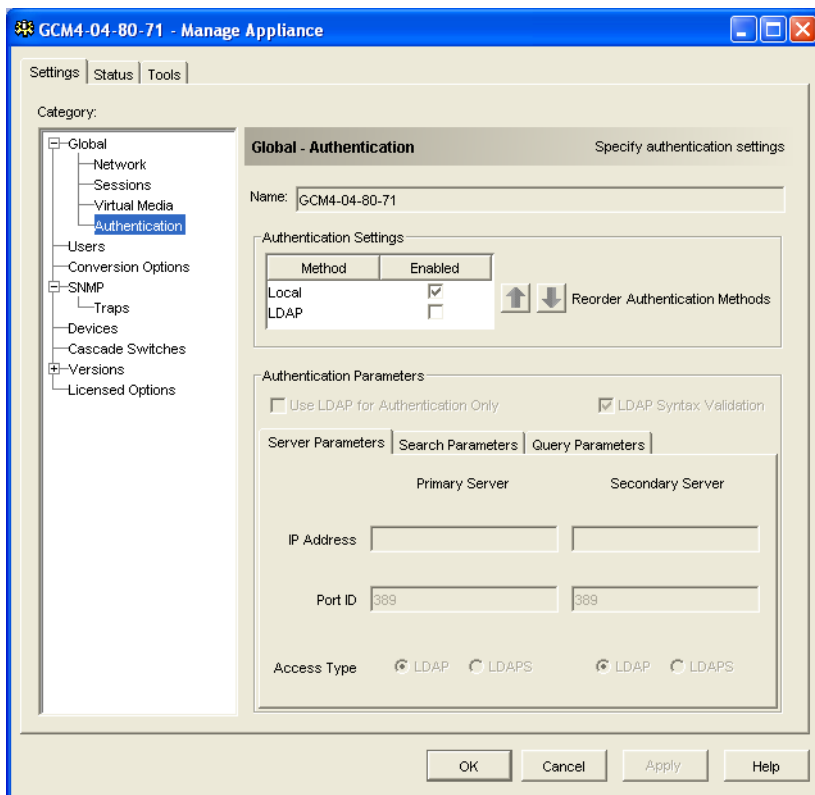 GCM4-04-80-71 - Manage Appliance
Settings Status Tools
Category:
Global
Network
Sessions
Virtual Media
Authentication
Users
Conversion Options
SNMP
Traps
Devices
Cascade Switches
Versions
Licensed Options
Global - Authentication Specify authentication settings
Name: GCM4-04-80-71
Authentication Settings
Method Enabled
Local
LDAP
Reorder Authentication Methods
Authentication Parameters
Use LDAP for Authentication Only LDAP Syntax Validation
Server Parameters Search Parameters Query Parameters
Primary Server Secondary Server
IP Address
Port ID 389 389
Access Type LDAP LDAPS LDAP LDAPS
OK Cancel Apply Help